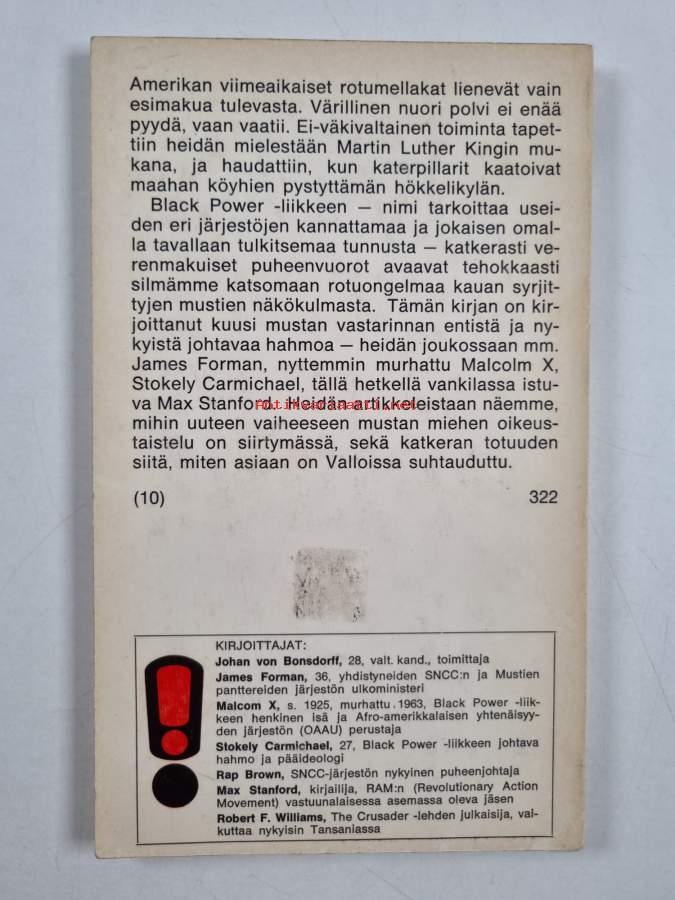 Amerikan viimeaikaiset rotumellakat lienevät vain
esimakua tulevasta. Värillinen nuori polvi ei enää
pyydä, vaan vaatii. Ei-väkivaltainen toiminta tapet-
tiin heidän mielestään Martin Luther Kingin mu-
kana, ja haudattiin, kun katerpillarit kaatoivat
maahan köyhien pystyttämän hökkelikylän.
Black Power -liikkeen — nimi tarkoittaa usei-
den eri järjestöjen kannattamaa ja jokaisen omal-
la tavallaan tulkitsemaa tunnusta — katkerasti ve-
renmakuiset puheenvuorot avaavat tehokkaasti
silmämme katsomaan rotuongelmaa kauan syrjit-
tyjen mustien näkökulmasta. Tämän kirjan on kir-
joittanut kuusi mustan vastarinnan entistä ja ny-
kyistä johtavaa hahmoa — heidän joukossaan mm.
James Forman, nyttemmin murhattu Malcolm X,
Stokely Carmichael, tällä hetkellä vankilassa istu-
va Max Stanford. Heidän artikkeleistaan näemme,
mihin uuteen vaiheeseen mustan miehen oikeus-
taistelu on siirtymässä, sekä katkeran totuuden
siitä, miten asiaan on Valloissa suhtauduttu.
(10) 322
KIRJOITTAJAT:
Johan von Bonsdorff, 28, valt. kand., toimittaja
James Forman, 36, yhdistyneiden SNCC:n ja Mustien
panttereiden järjestön ulkoministeri
Malcom X, s. 1925, murhattu 1963, Black Power -liik-
keen henkinen isä ja Afro-amerikkalaisen yhtenäisyy-
den järjestön (OAAU) perustaja
Stokely Carmichael, 27, Black Power -liikkeen johtava
hahmo ja pääideologi
Rap Brown, SNCC-järjestön nykyinen puheenjohtaja
Max Stanford, kirjailija, RAM:n (Revolutionary Action
Movement) vastuunalaisessa asemassa oleva jäsen
Robert F. Williams, The Crusader -lehden julkaisija, vai-
kuttaa nykyisin Tansaniassa